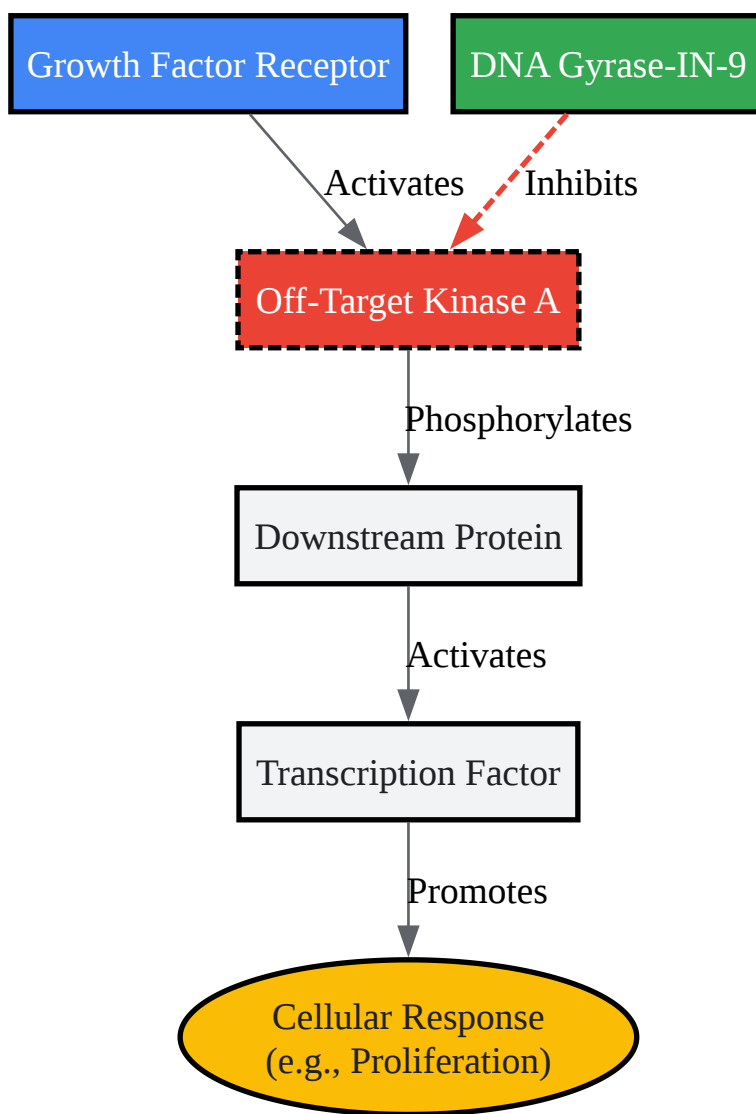 Growth Factor Receptor
DNA Gyrase-IN-9
Activates
Inhibits
Off-Target Kinase A
Phosphorylates
Downstream Protein
Activates
Transcription Factor
Promotes
Cellular Response
(e.g., Proliferation)